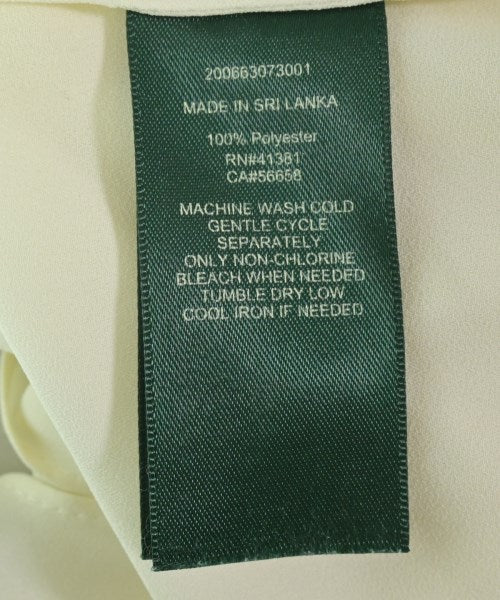 200663073001
MADE IN SRI LANKA
100% Polyester
RN#41381
CA#56658
MACHINE WASH COLD
GENTLE CYCLE
SEPARATELY
ONLY NON-CHLORINE
BLEACH WHEN NEEDED
TUMBLE DRY LOW
COOL IRON IF NEEDED